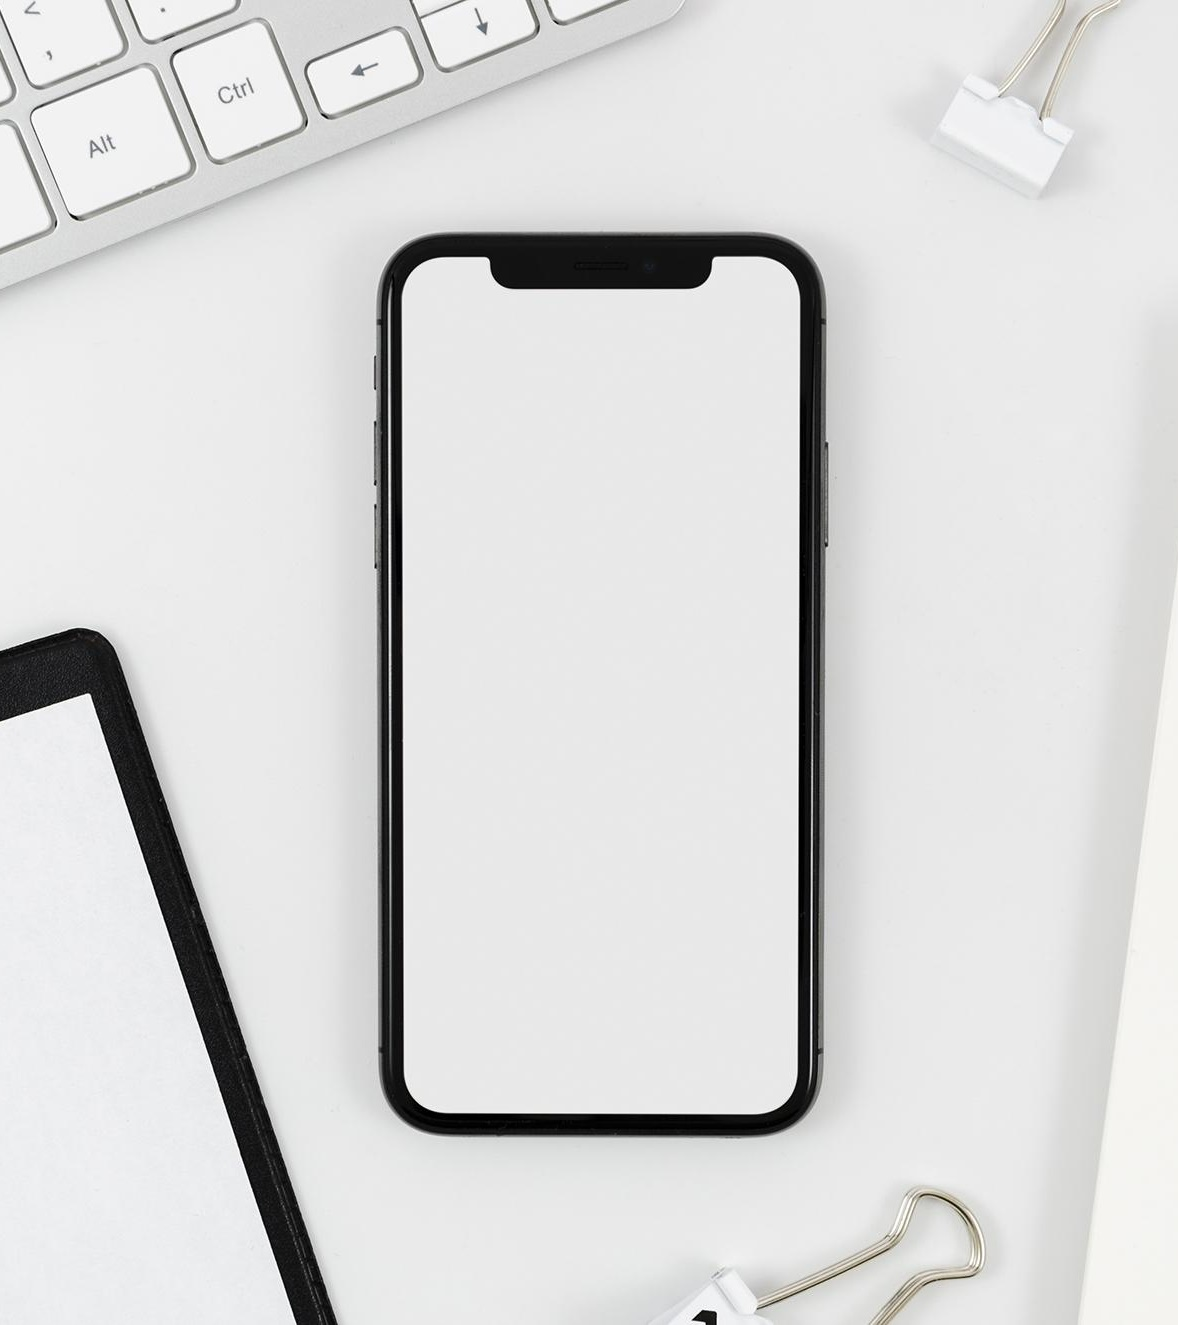 <
,
.
Alt
Ctrl
←
↓